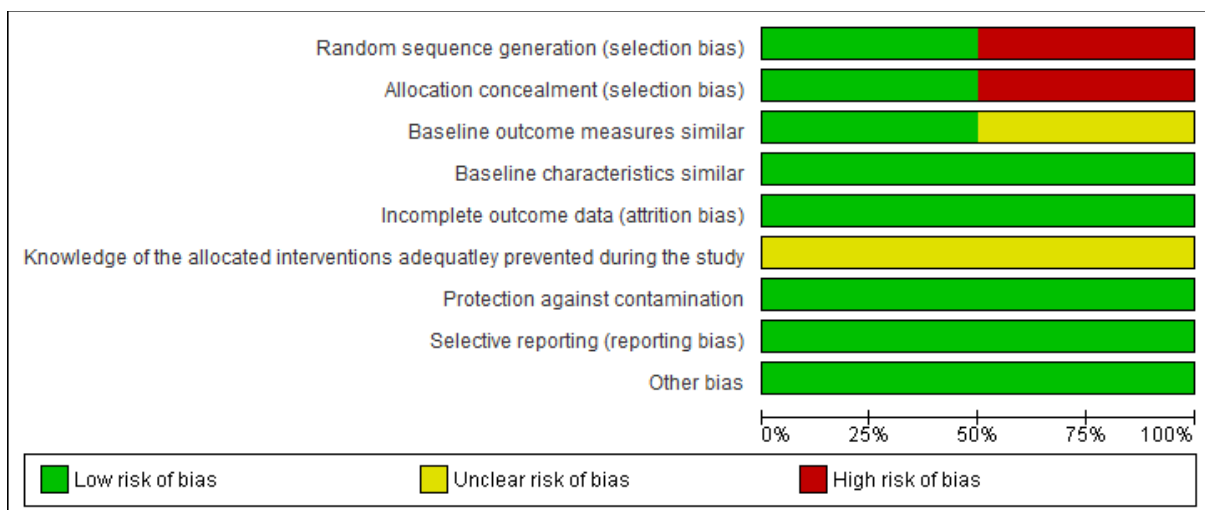 Random sequence generation (selection bias)
Allocation concealment (selection bias)
Baseline outcome measures similar
Baseline characteristics similar
Incomplete outcome data (attrition bias)
Knowledge of the allocated interventions adequatley prevented during the study
Protection against contamination
Selective reporting (reporting bias)
Other bias
0% 25% 50% 75% 100%
Low risk of bias Unclear risk of bias High risk of bias